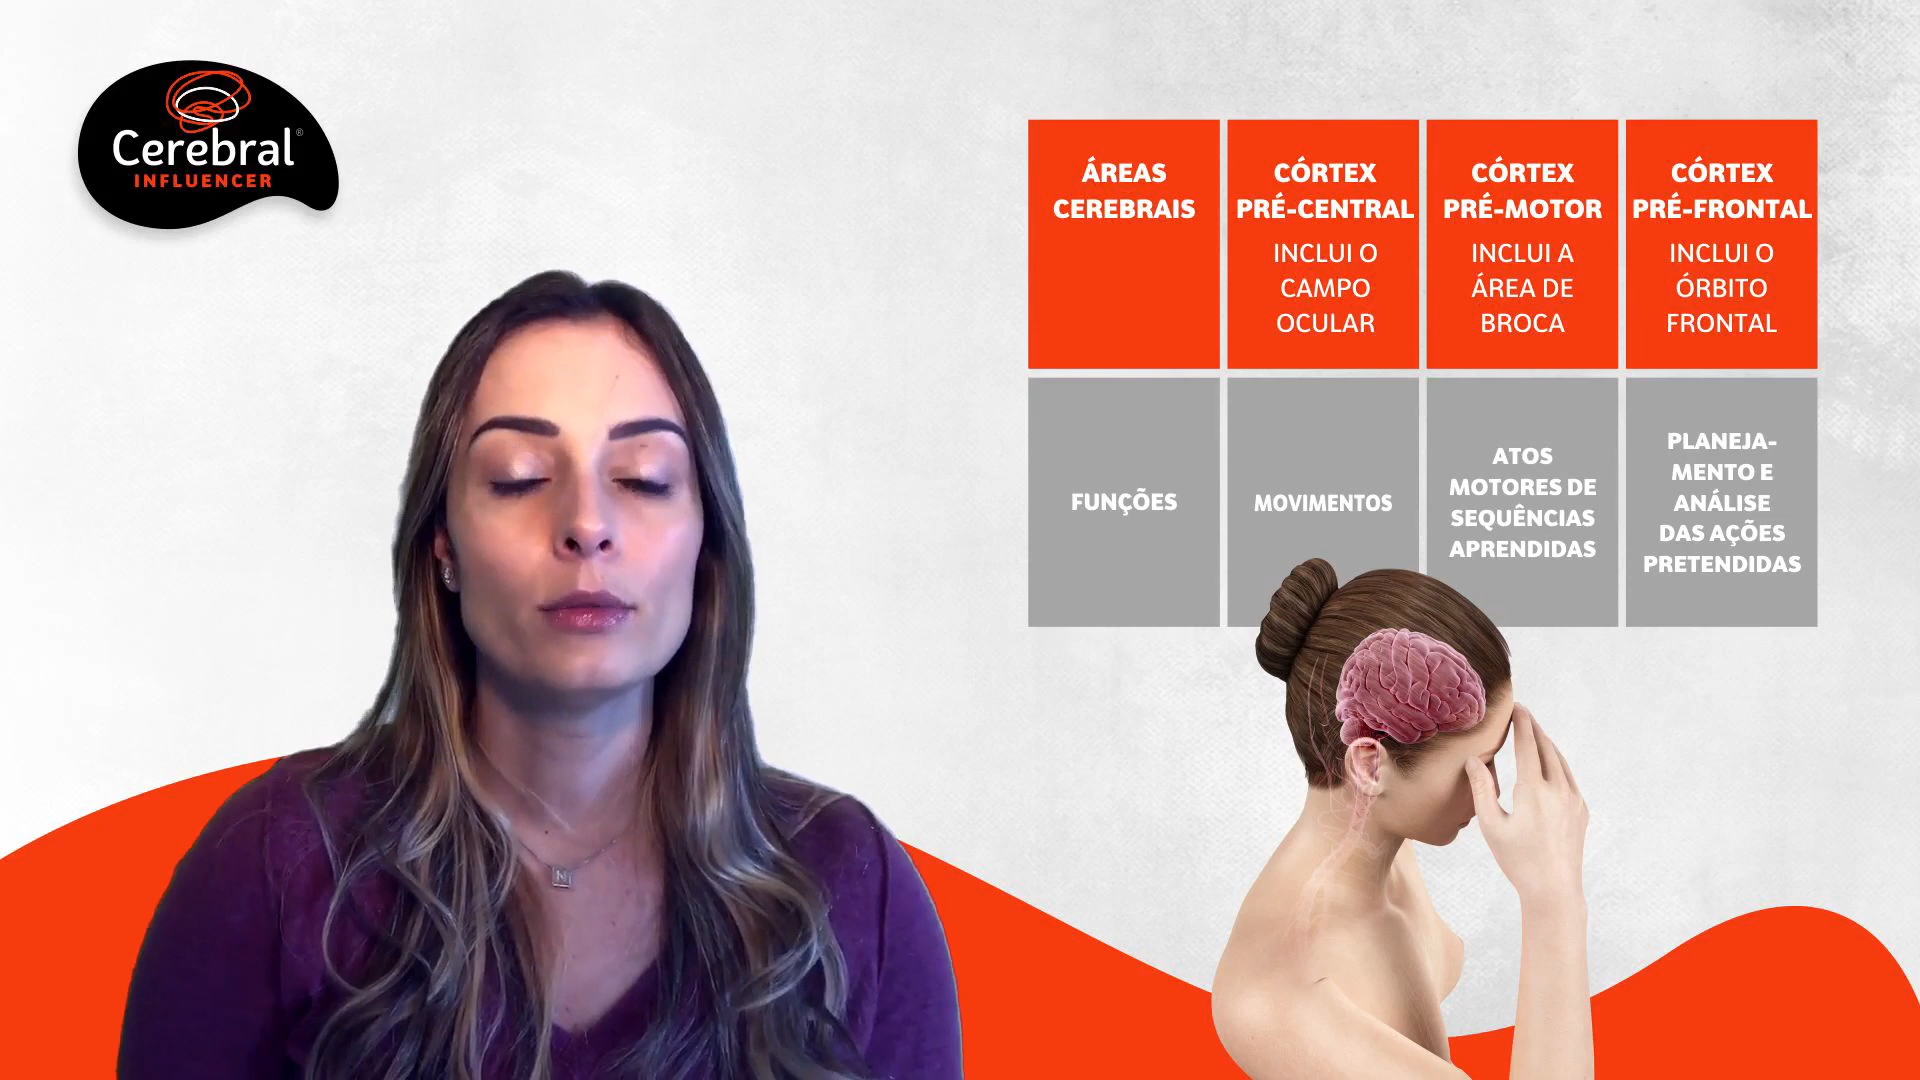 Cerebral®
INFLUENCER
ÁREAS
CEREBRAIS
CÓRTEX
PRÉ-CENTRAL
INCLUI O
CAMPO
OCULAR
CÓRTEX
PRÉ-MOTOR
INCLUI A
ÁREA DE
BROCA
CÓRTEX
PRÉ-FRONTAL
INCLUI O
ÓRBITO
FRONTAL
FUNÇÕES
MOVIMENTOS
ATOS
MOTORES DE
SEQUÊNCIAS
APRENDIDAS
PLANEJA-
MENTO E
ANÁLISE
DAS AÇÕES
PRETENDIDAS
N